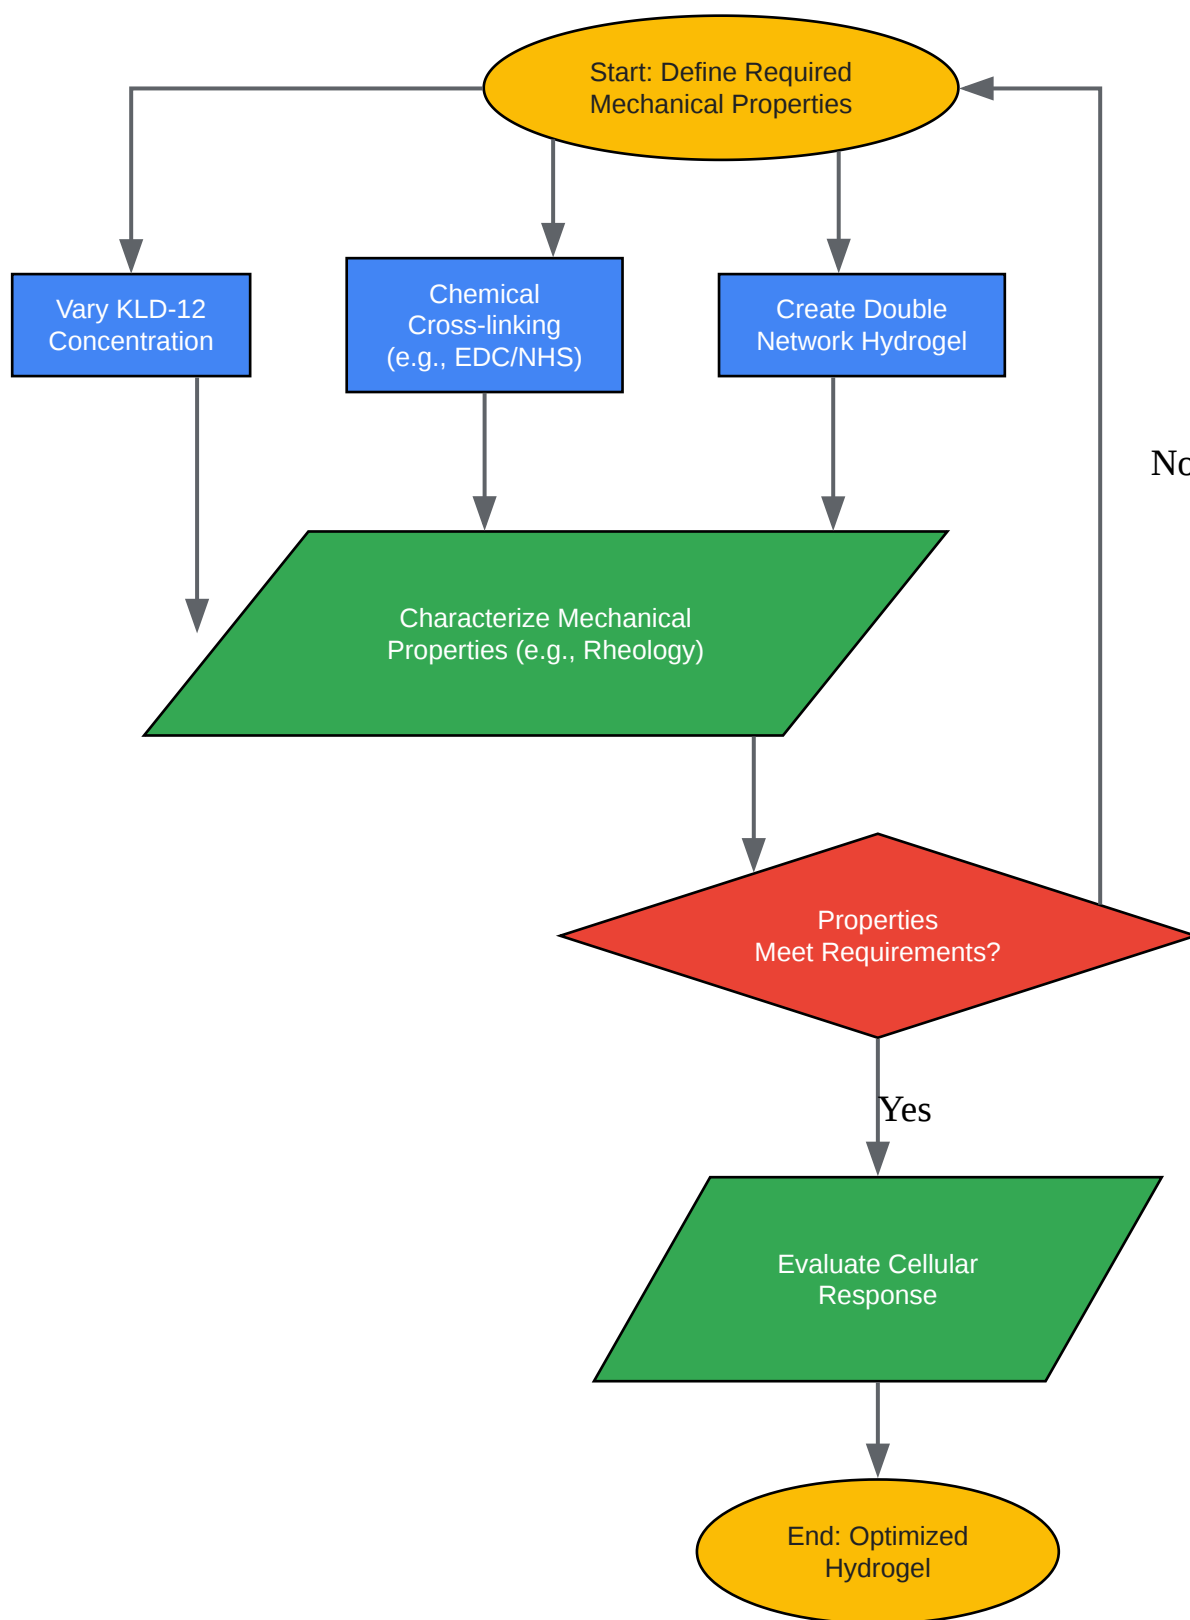 Start: Define Required
Mechanical Properties
Vary KLD-12
Concentration
Chemical
Cross-linking
(e.g., EDC/NHS)
Create Double
Network Hydrogel
No
Characterize Mechanical
Properties (e.g., Rheology)
Properties
Meet Requirements?
Yes
Evaluate Cellular
Response
End: Optimized
Hydrogel